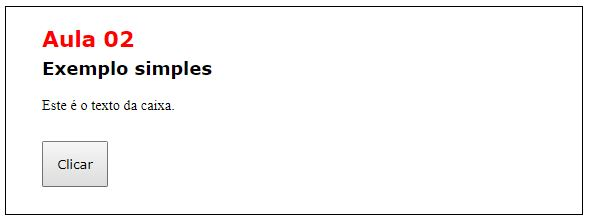 Aula 02
Exemplo simples
Este é o texto da caixa.
Clicar